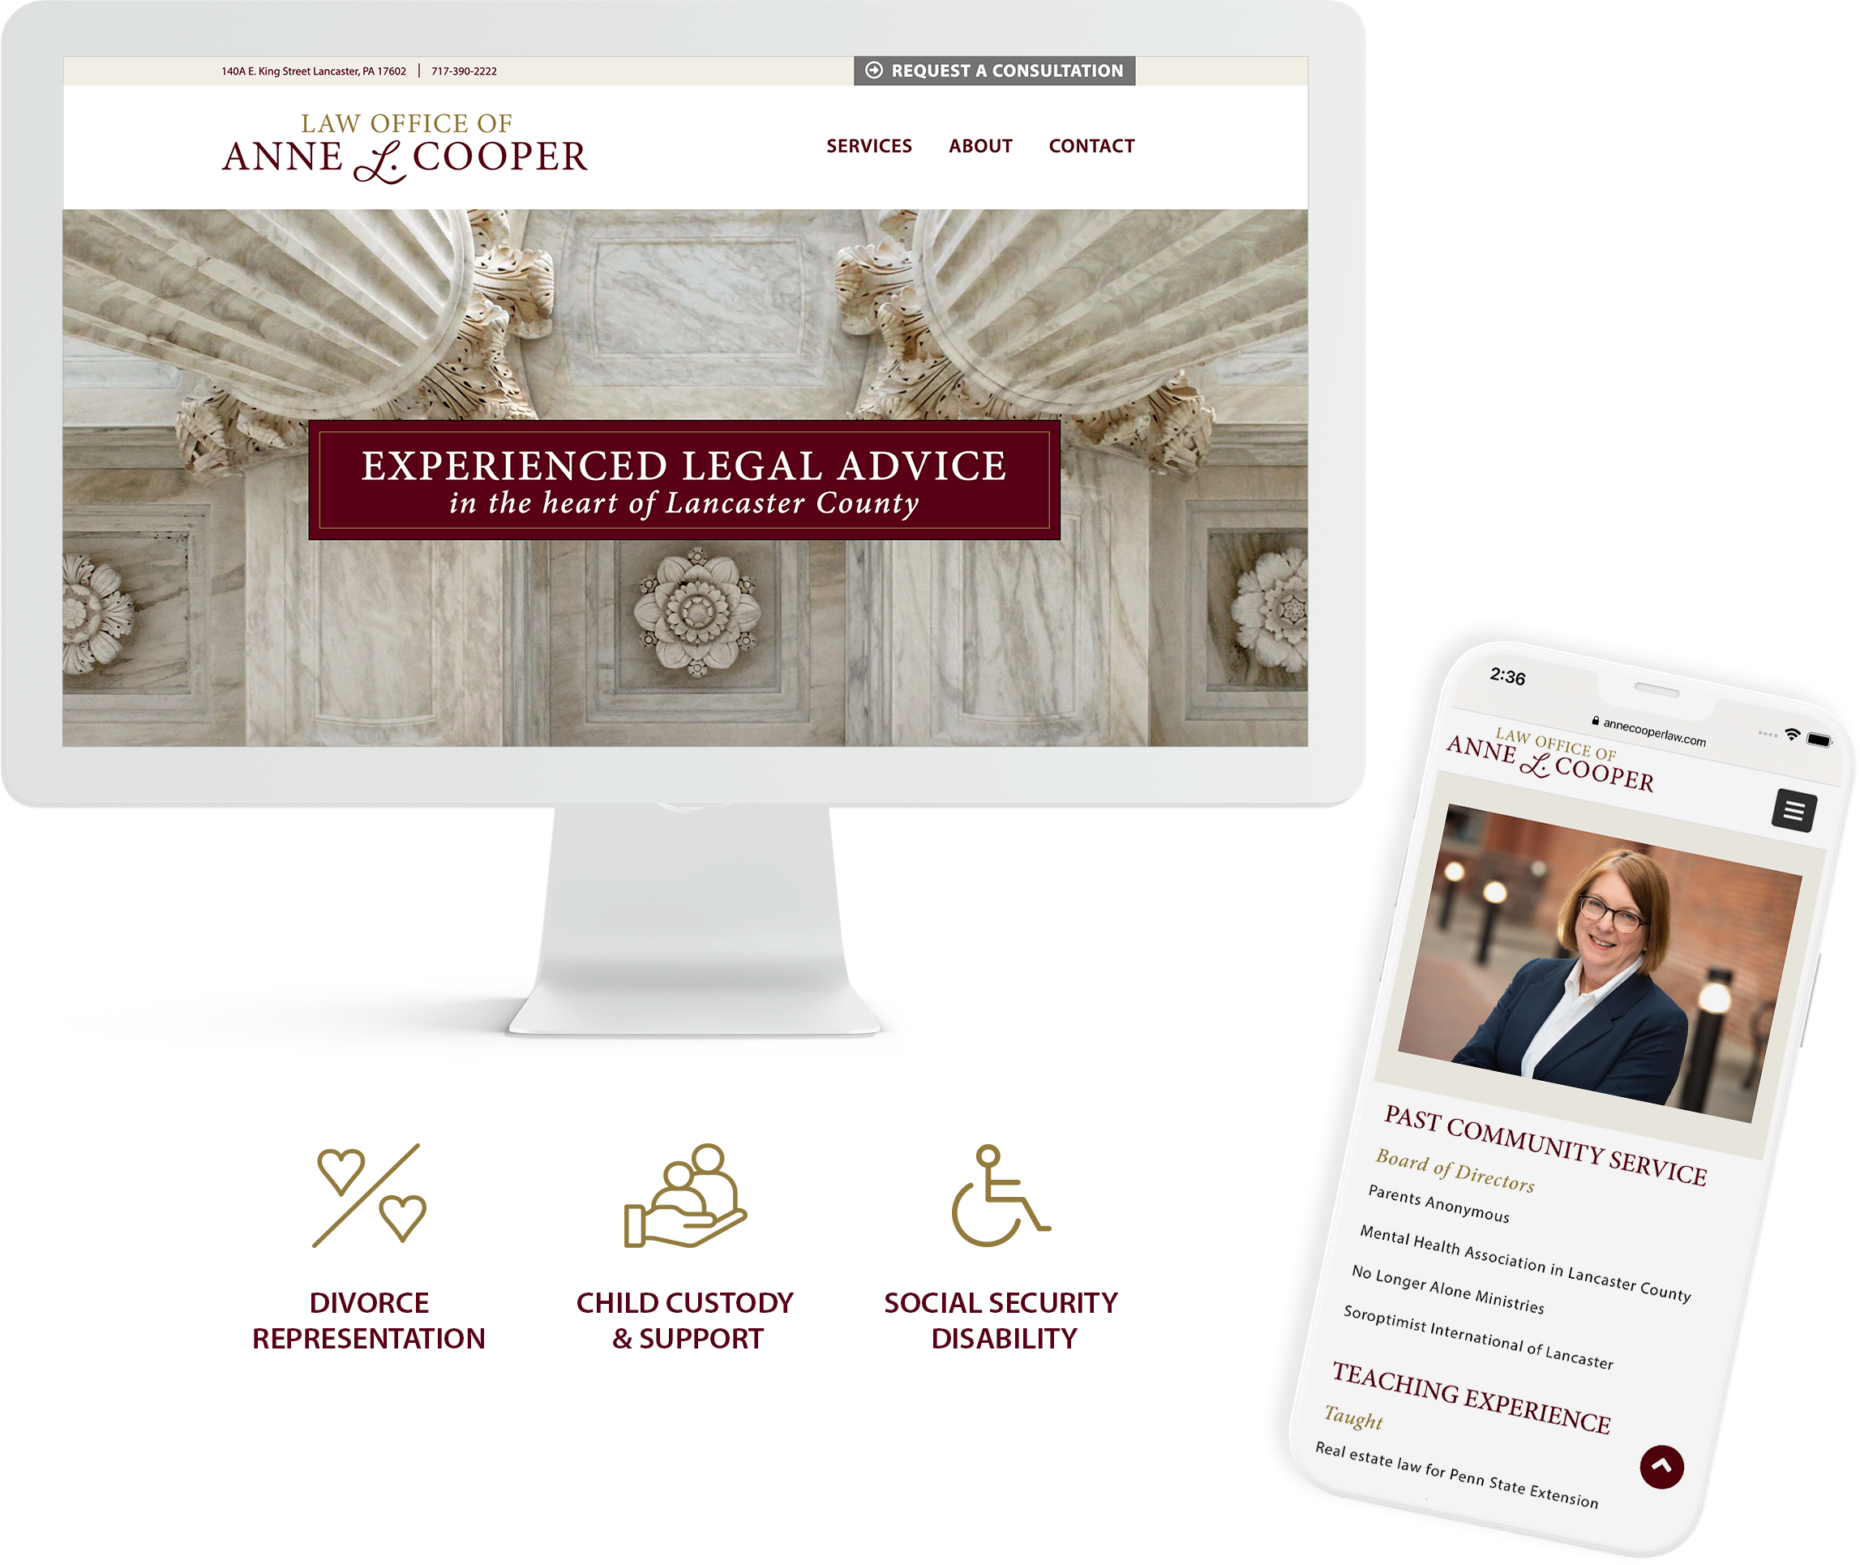 140A E. King Street Lancaster, PA 17602 | 717-390-2222
REQUEST A CONSULTATION
LAW OFFICE OF
ANNE L. COOPER
SERVICES ABOUT CONTACT
EXPERIENCED LEGAL ADVICE
in the heart of Lancaster County
DIVORCE
REPRESENTATION
CHILD CUSTODY
& SUPPORT
SOCIAL SECURITY
DISABILITY
2:36
annecooperlaw.com
LAW OFFICE OF
ANNE L. COOPER
PAST COMMUNITY SERVICE
Board of Directors
Parents Anonymous
Mental Health Association in Lancaster County
No Longer Alone Ministries
Soroptimist International of Lancaster
TEACHING EXPERIENCE
Taught
Real estate law for Penn State Extension